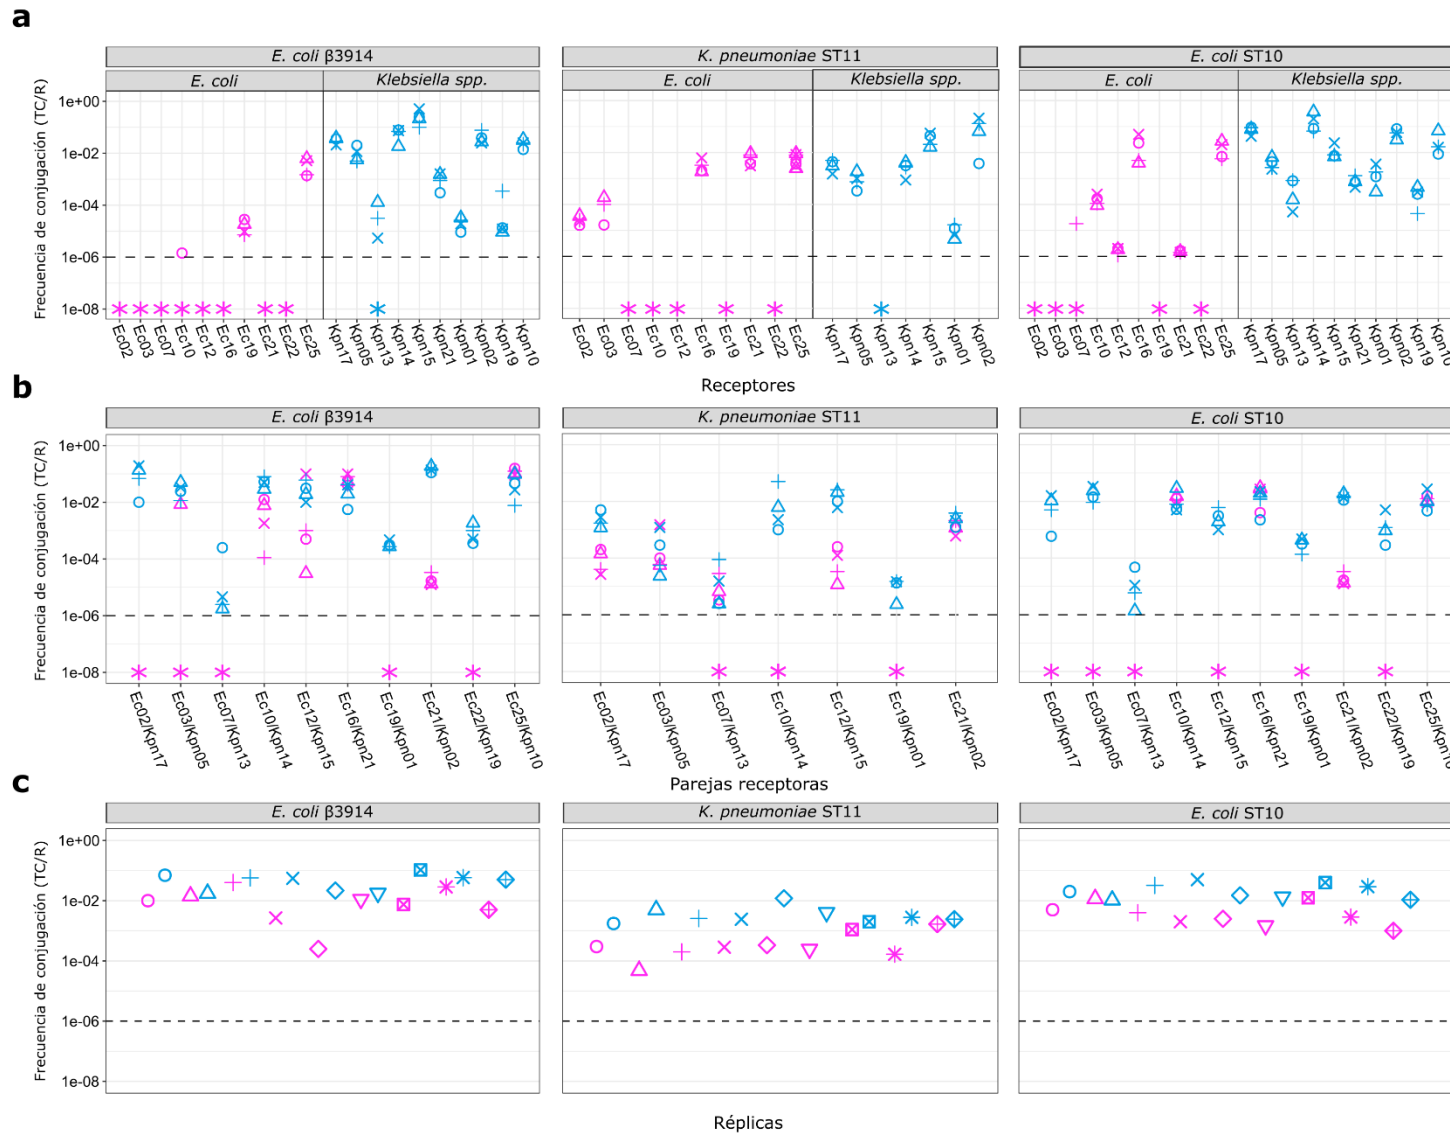 a
E. coli β3914
K. pneumoniae ST11
E. coli ST10
E. coli
Klebsiella spp.
E. coli
Klebsiella spp.
E. coli
Klebsiella spp.
Frecuencia de conjugación (TC/R)
1e+00
1e-02
1e-04
1e-06
1e-08
Ec02
Ec03
Ec07
Ec10
Ec12
Ec16
Ec19
Ec21
Ec22
Ec25
Kpn17
Kpn05
Kpn13
Kpn14
Kpn15
Kpn21
Kpn01
Kpn02
Kpn19
Kpn10
Ec02
Ec03
Ec07
Ec10
Ec12
Ec16
Ec19
Ec21
Ec22
Ec25
Kpn17
Kpn05
Kpn13
Kpn14
Kpn15
Kpn01
Kpn02
Ec02
Ec03
Ec07
Ec10
Ec12
Ec16
Ec19
Ec21
Ec22
Ec25
Kpn17
Kpn05
Kpn13
Kpn14
Kpn15
Kpn21
Kpn01
Kpn02
Kpn19
Kpn10
Receptores
b
E. coli β3914
K. pneumoniae ST11
E. coli ST10
Frecuencia de conjugación (TC/R)
1e+00
1e-02
1e-04
1e-06
1e-08
Ec02/Kpn17
Ec03/Kpn05
Ec07/Kpn13
Ec10/Kpn14
Ec12/Kpn15
Ec16/Kpn21
Ec19/Kpn01
Ec21/Kpn02
Ec22/Kpn19
Ec25/Kpn10
Ec02/Kpn17
Ec03/Kpn05
Ec07/Kpn13
Ec10/Kpn14
Ec12/Kpn15
Ec19/Kpn01
Ec21/Kpn02
Ec02/Kpn17
Ec03/Kpn05
Ec07/Kpn13
Ec10/Kpn14
Ec12/Kpn15
Ec16/Kpn21
Ec19/Kpn01
Ec21/Kpn02
Ec22/Kpn19
Ec25/Kpn10
Parejas receptoras
c
E. coli β3914
K. pneumoniae ST11
E. coli ST10
Frecuencia de conjugación (TC/R)
1e+00
1e-02
1e-04
1e-06
1e-08
Réplicas